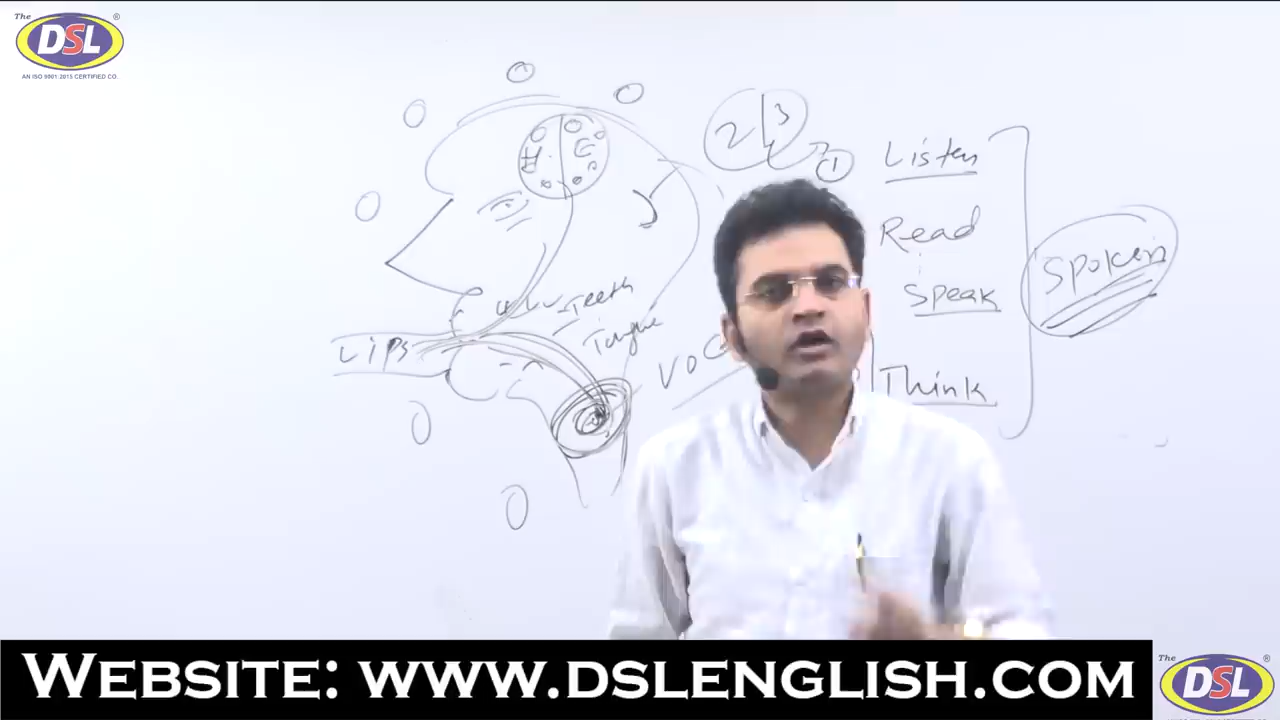 The
®
DSL
AN ISO 9001:2015 CERTIFIED CO.
2 3
1
Listen
Read
Speak
Think
Spoken
H
Teeth
Tongue
Lips
VOC
WEBSITE: WWW.DSLENGLISH.COM
The
®
DSL